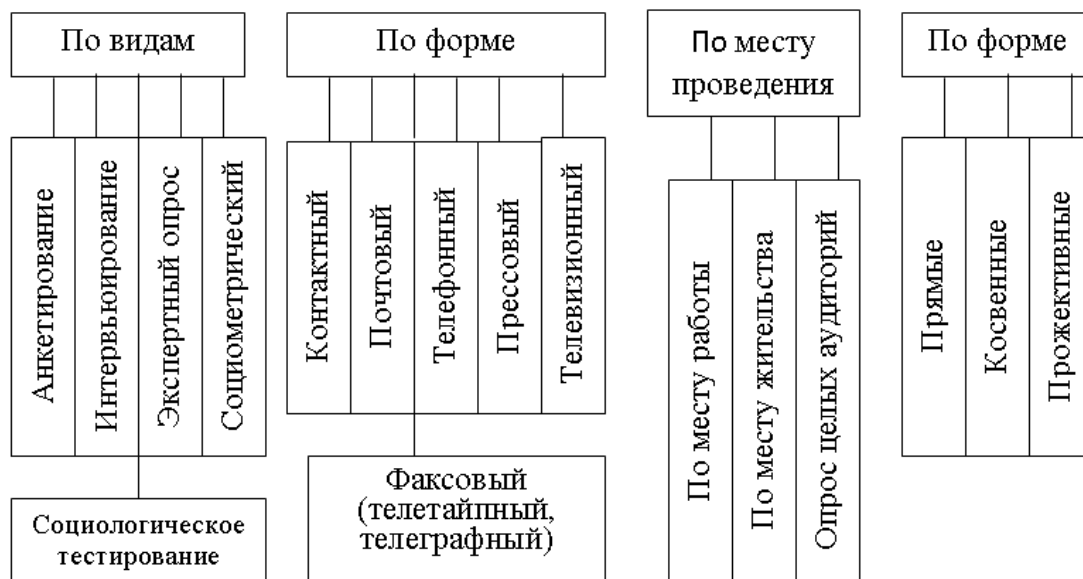 По видам
Анкетирование
Интервьюирование
Экспертный опрос
Социометрический
Социологическое
тестирование
По форме
Контактный
Почтовый
Телефонный
Прессовый
Телевизионный
Факсовый
(телетайпный,
телеграфный)
По месту
проведения
По месту работы
По месту жительства
Опрос целых аудиторий
По форме
Прямые
Косвенные
Прожективные